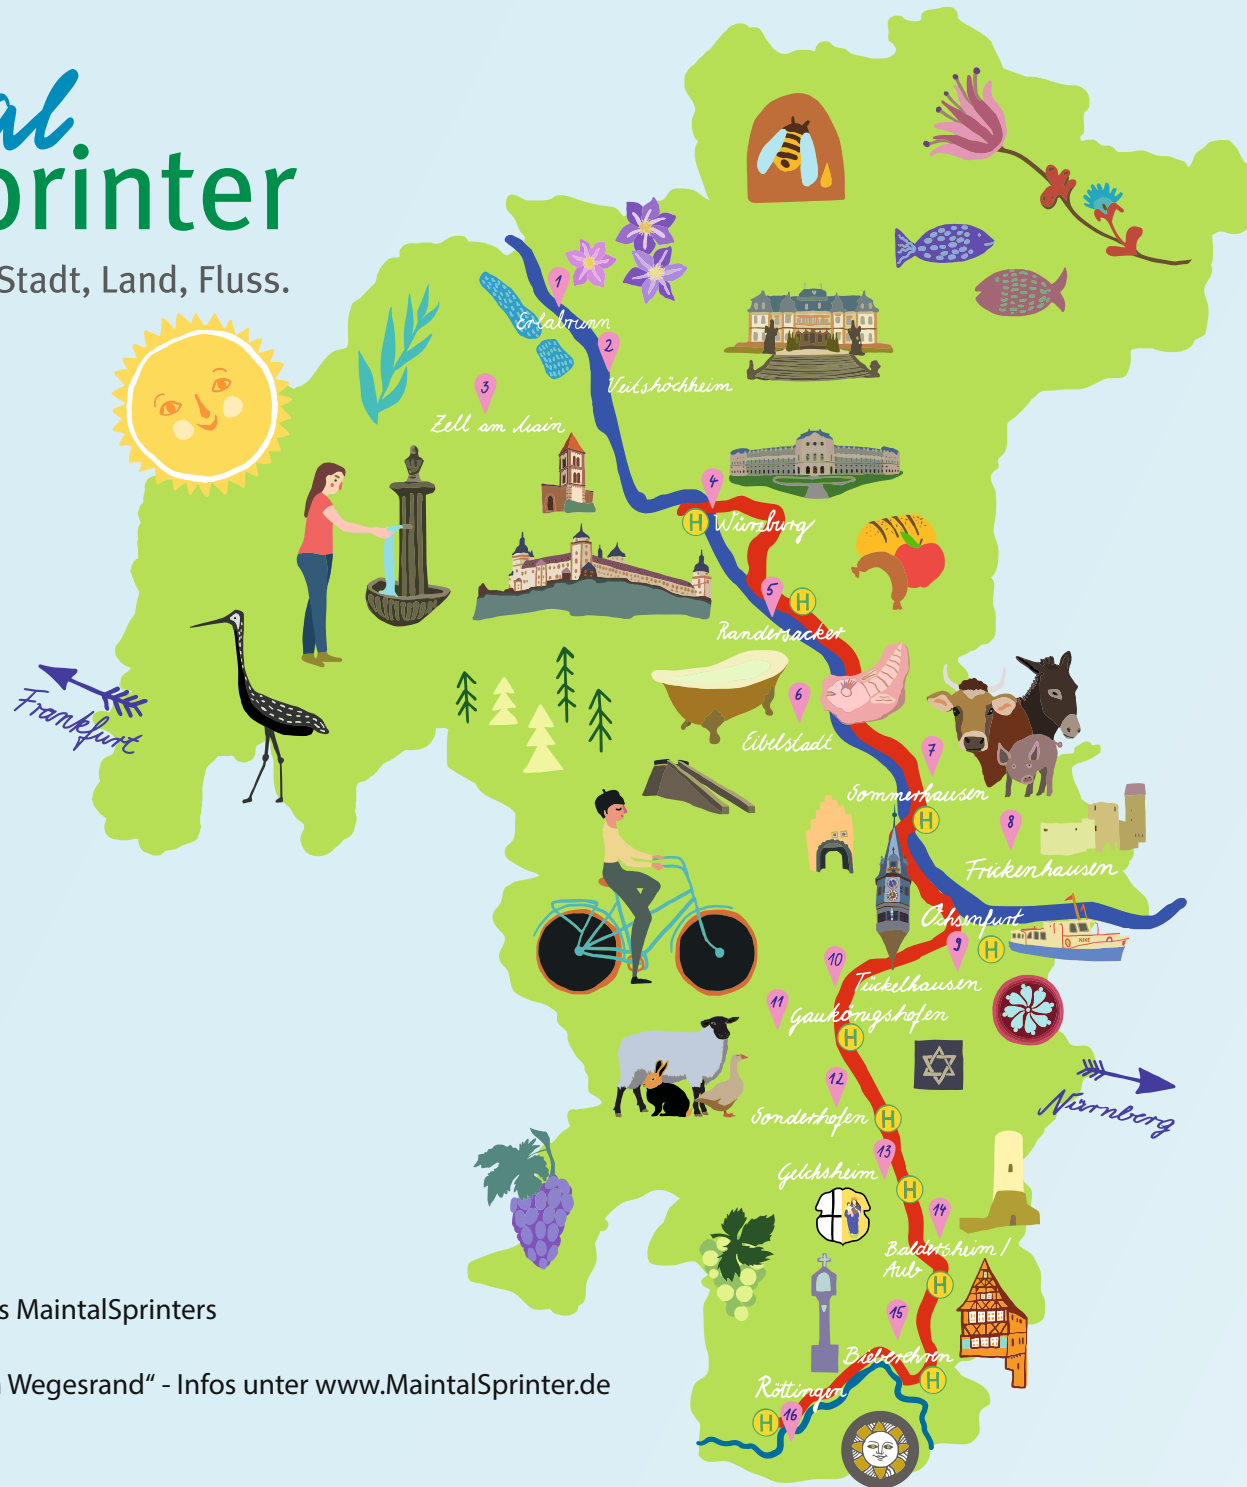 al
printer
Stadt, Land, Fluss.
1
Erlabrunn
2
Veitshöchheim
3
Zell am Main
4
H Würzburg
5 H
Randersacker
Frankfurt
6
Eibelstadt
7
Sommerhausen
H
8
Frickenhausen
Ochsenfurt
9 H
KIKE
10
Tückelhausen
11
Gaukönigshofen
H
12
Sonderhofen H
Nürnberg
13
Gelchsheim
H
14
Baldersheim /
Aub
H
15
Bieberehren
H
Röttingen
H 16
s MaintalSprinters
Wegesrand“ - Infos unter www.MaintalSprinter.de